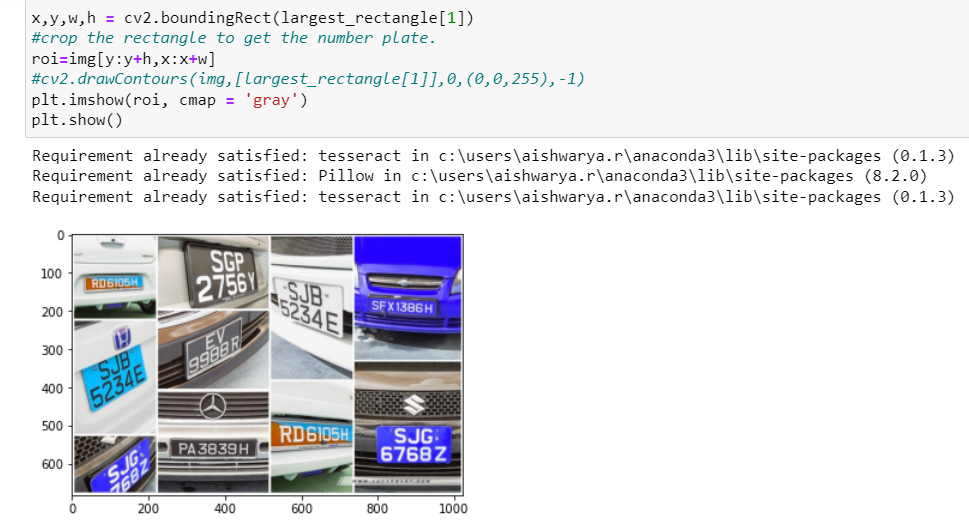 x,y,w,h = cv2.boundingRect(largest_rectangle[1])
#crop the rectangle to get the number plate.
roi=img[y:y+h,x:x+w]
#cv2.drawContours(img,[largest_rectangle[1]],0,(0,0,255),-1)
plt.imshow(roi, cmap = 'gray')
plt.show()
Requirement already satisfied: tesseract in c:\users\aishwarya.r\anaconda3\lib\site-packages (0.1.3)
Requirement already satisfied: Pillow in c:\users\aishwarya.r\anaconda3\lib\site-packages (8.2.0)
Requirement already satisfied: tesseract in c:\users\aishwarya.r\anaconda3\lib\site-packages (0.1.3)
0
100
200
300
400
500
600
RD6105H
SGP
2756Y
SJB
5234E
SFX1386H
SJB
5234E
EV
9988R
PA3839H
RD6105H
SJG
6768Z
SJG
768Z
0
200
400
600
800
1000